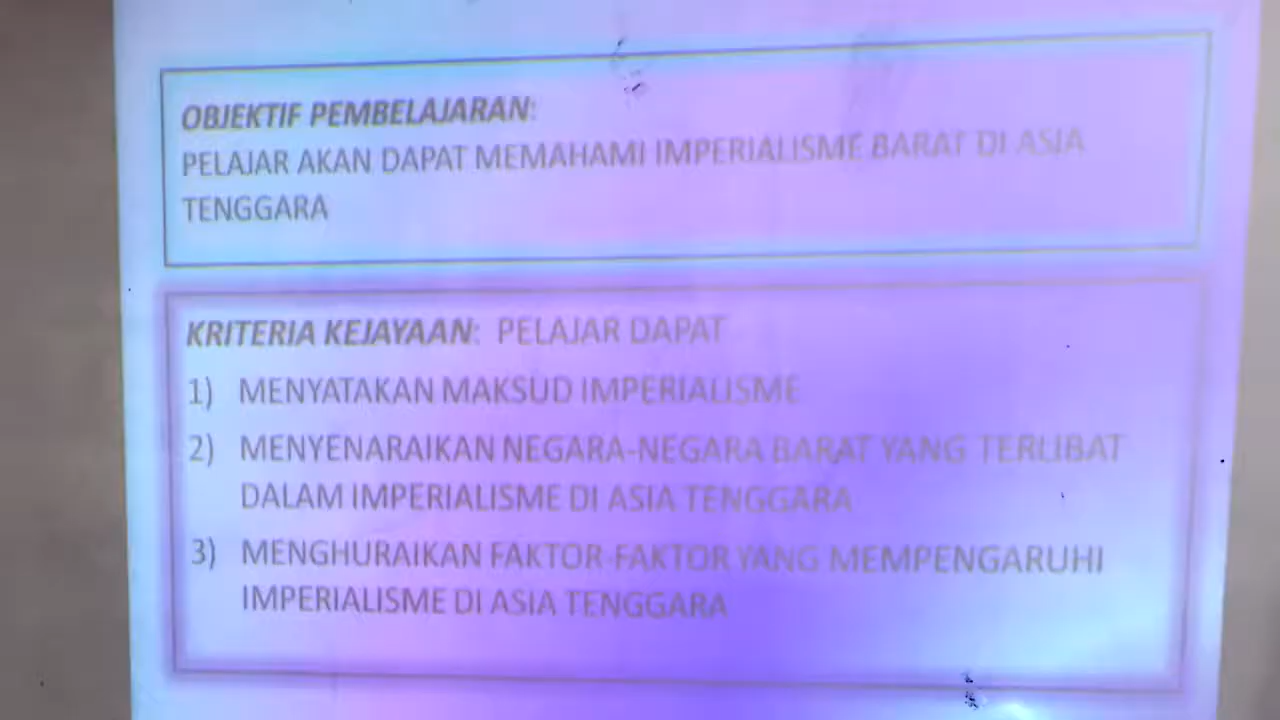 OBJEKTIF PEMBELAJARAN:
PELAJAR AKAN DAPAT MEMAHAMI IMPERIALISME BARAT DI ASIA
TENGGARA
KRITERIA KEJAYAAN: PELAJAR DAPAT
1) MENYATAKAN MAKSUD IMPERIALISME
2) MENYENARAIKAN NEGARA-NEGARA BARAT YANG TERLIBAT
DALAM IMPERIALISME DI ASIA TENGGARA
3) MENGHURAIKAN FAKTOR-FAKTOR YANG MEMPENGARUHI
IMPERIALISME DI ASIA TENGGARA